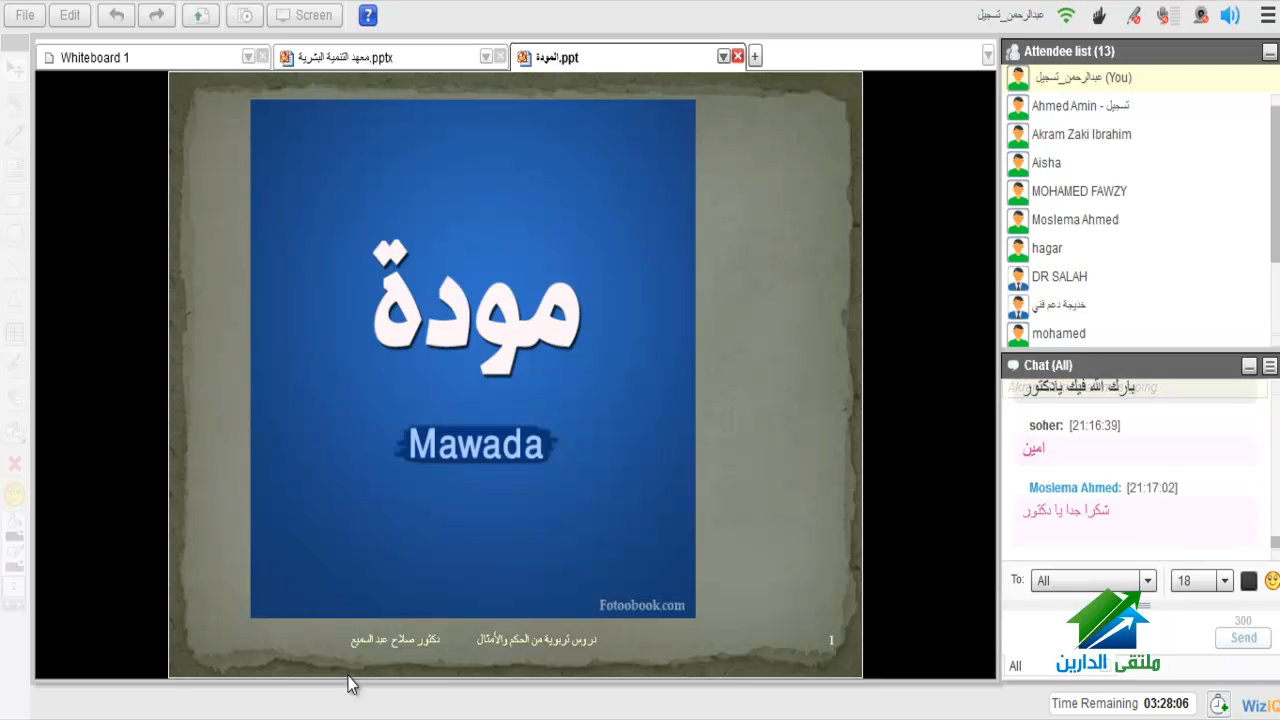 File
Edit
Screen
?
عبدالرحمن_تسجيل
Whiteboard 1
معهد التنمية البشرية.pptx
المودة.ppt
+
مودة
Mawada
Fotoobook.com
دروس تربوية من الحكم والأمثال
دكتور صلاح عبد السميع
1
Attendee list (13)
عبدالرحمن_تسجيل (You)
Ahmed Amin - تسجيل
Akram Zaki Ibrahim
Aisha
MOHAMED FAWZY
Moslema Ahmed
hagar
DR SALAH
خديجة دعم فني
mohamed
Chat (All)
بارك الله فيك يادكتور
soher: [21:16:39]
امين
Moslema Ahmed: [21:17:02]
شكرا جدا يا دكتور
To:
All
18
300
Send
ملتقى الدارين
All
Time Remaining 03:28:06
WizIQ